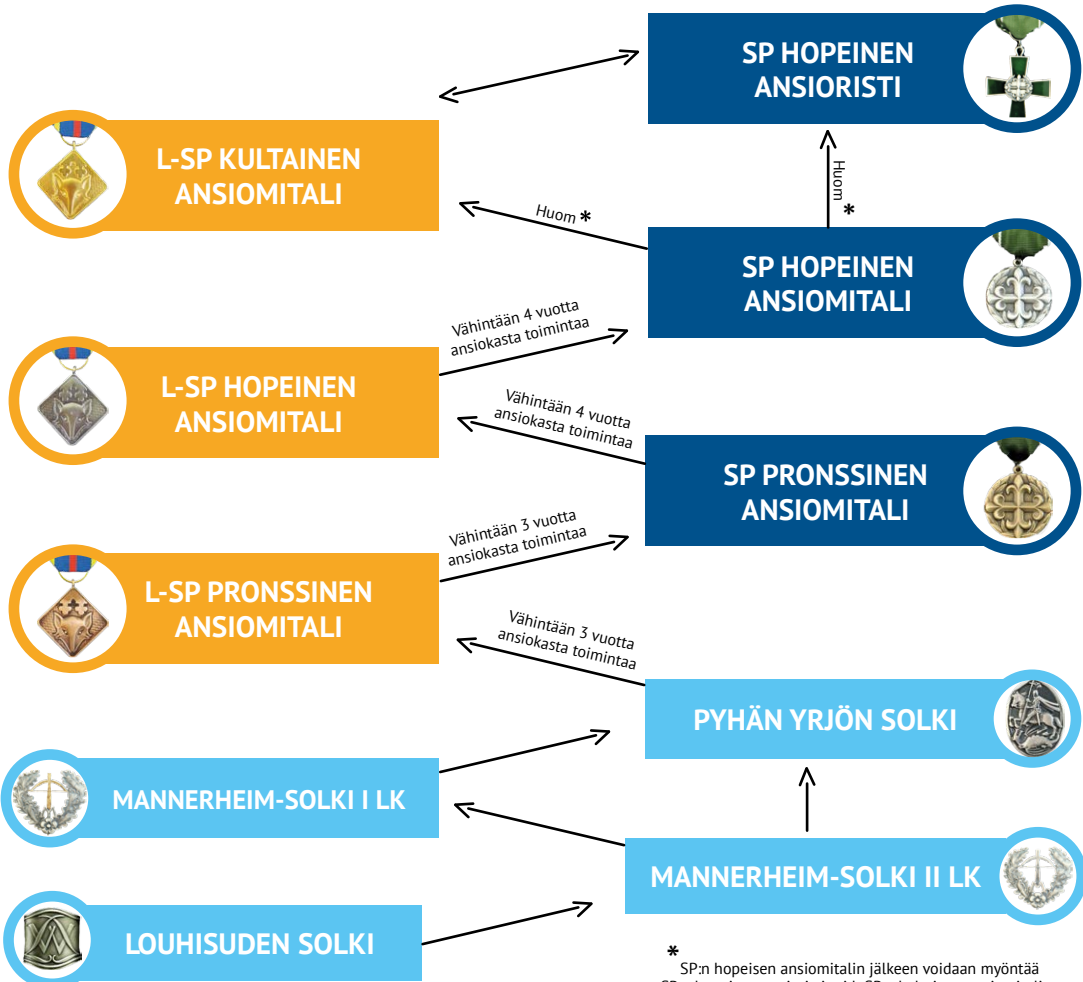 SP HOPEINEN
ANSIORISTI
L-SP KULTAINEN
ANSIOMITALI
Huom *
Huom *
SP HOPEINEN
ANSIOMITALI
Vähintään 4 vuotta
ansiokasta toimintaa
L-SP HOPEINEN
ANSIOMITALI
Vähintään 4 vuotta
ansiokasta toimintaa
SP PRONSSINEN
ANSIOMITALI
Vähintään 3 vuotta
ansiokasta toimintaa
L-SP PRONSSINEN
ANSIOMITALI
Vähintään 3 vuotta
ansiokasta toimintaa
PYHÄN YRJÖN SOLKI
MANNERHEIM-SOLKI I LK
MANNERHEIM-SOLKI II LK
LOUHISUDEN SOLKI
*
SP:n hopeisen ansiomitalin jälkeen voidaan myöntää